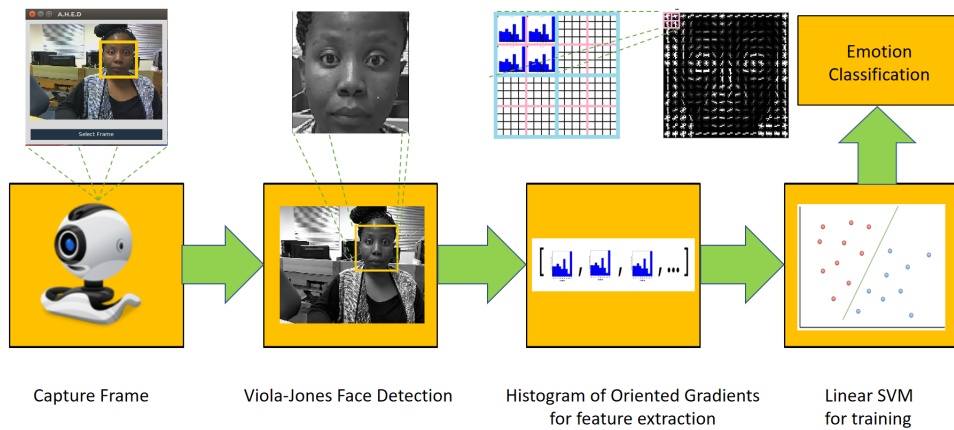 A.H.E.D
Select Frame
Emotion
Classification
[ , , ,...]
Capture Frame
Viola-Jones Face Detection
Histogram of Oriented Gradients
for feature extraction
Linear SVM
for training